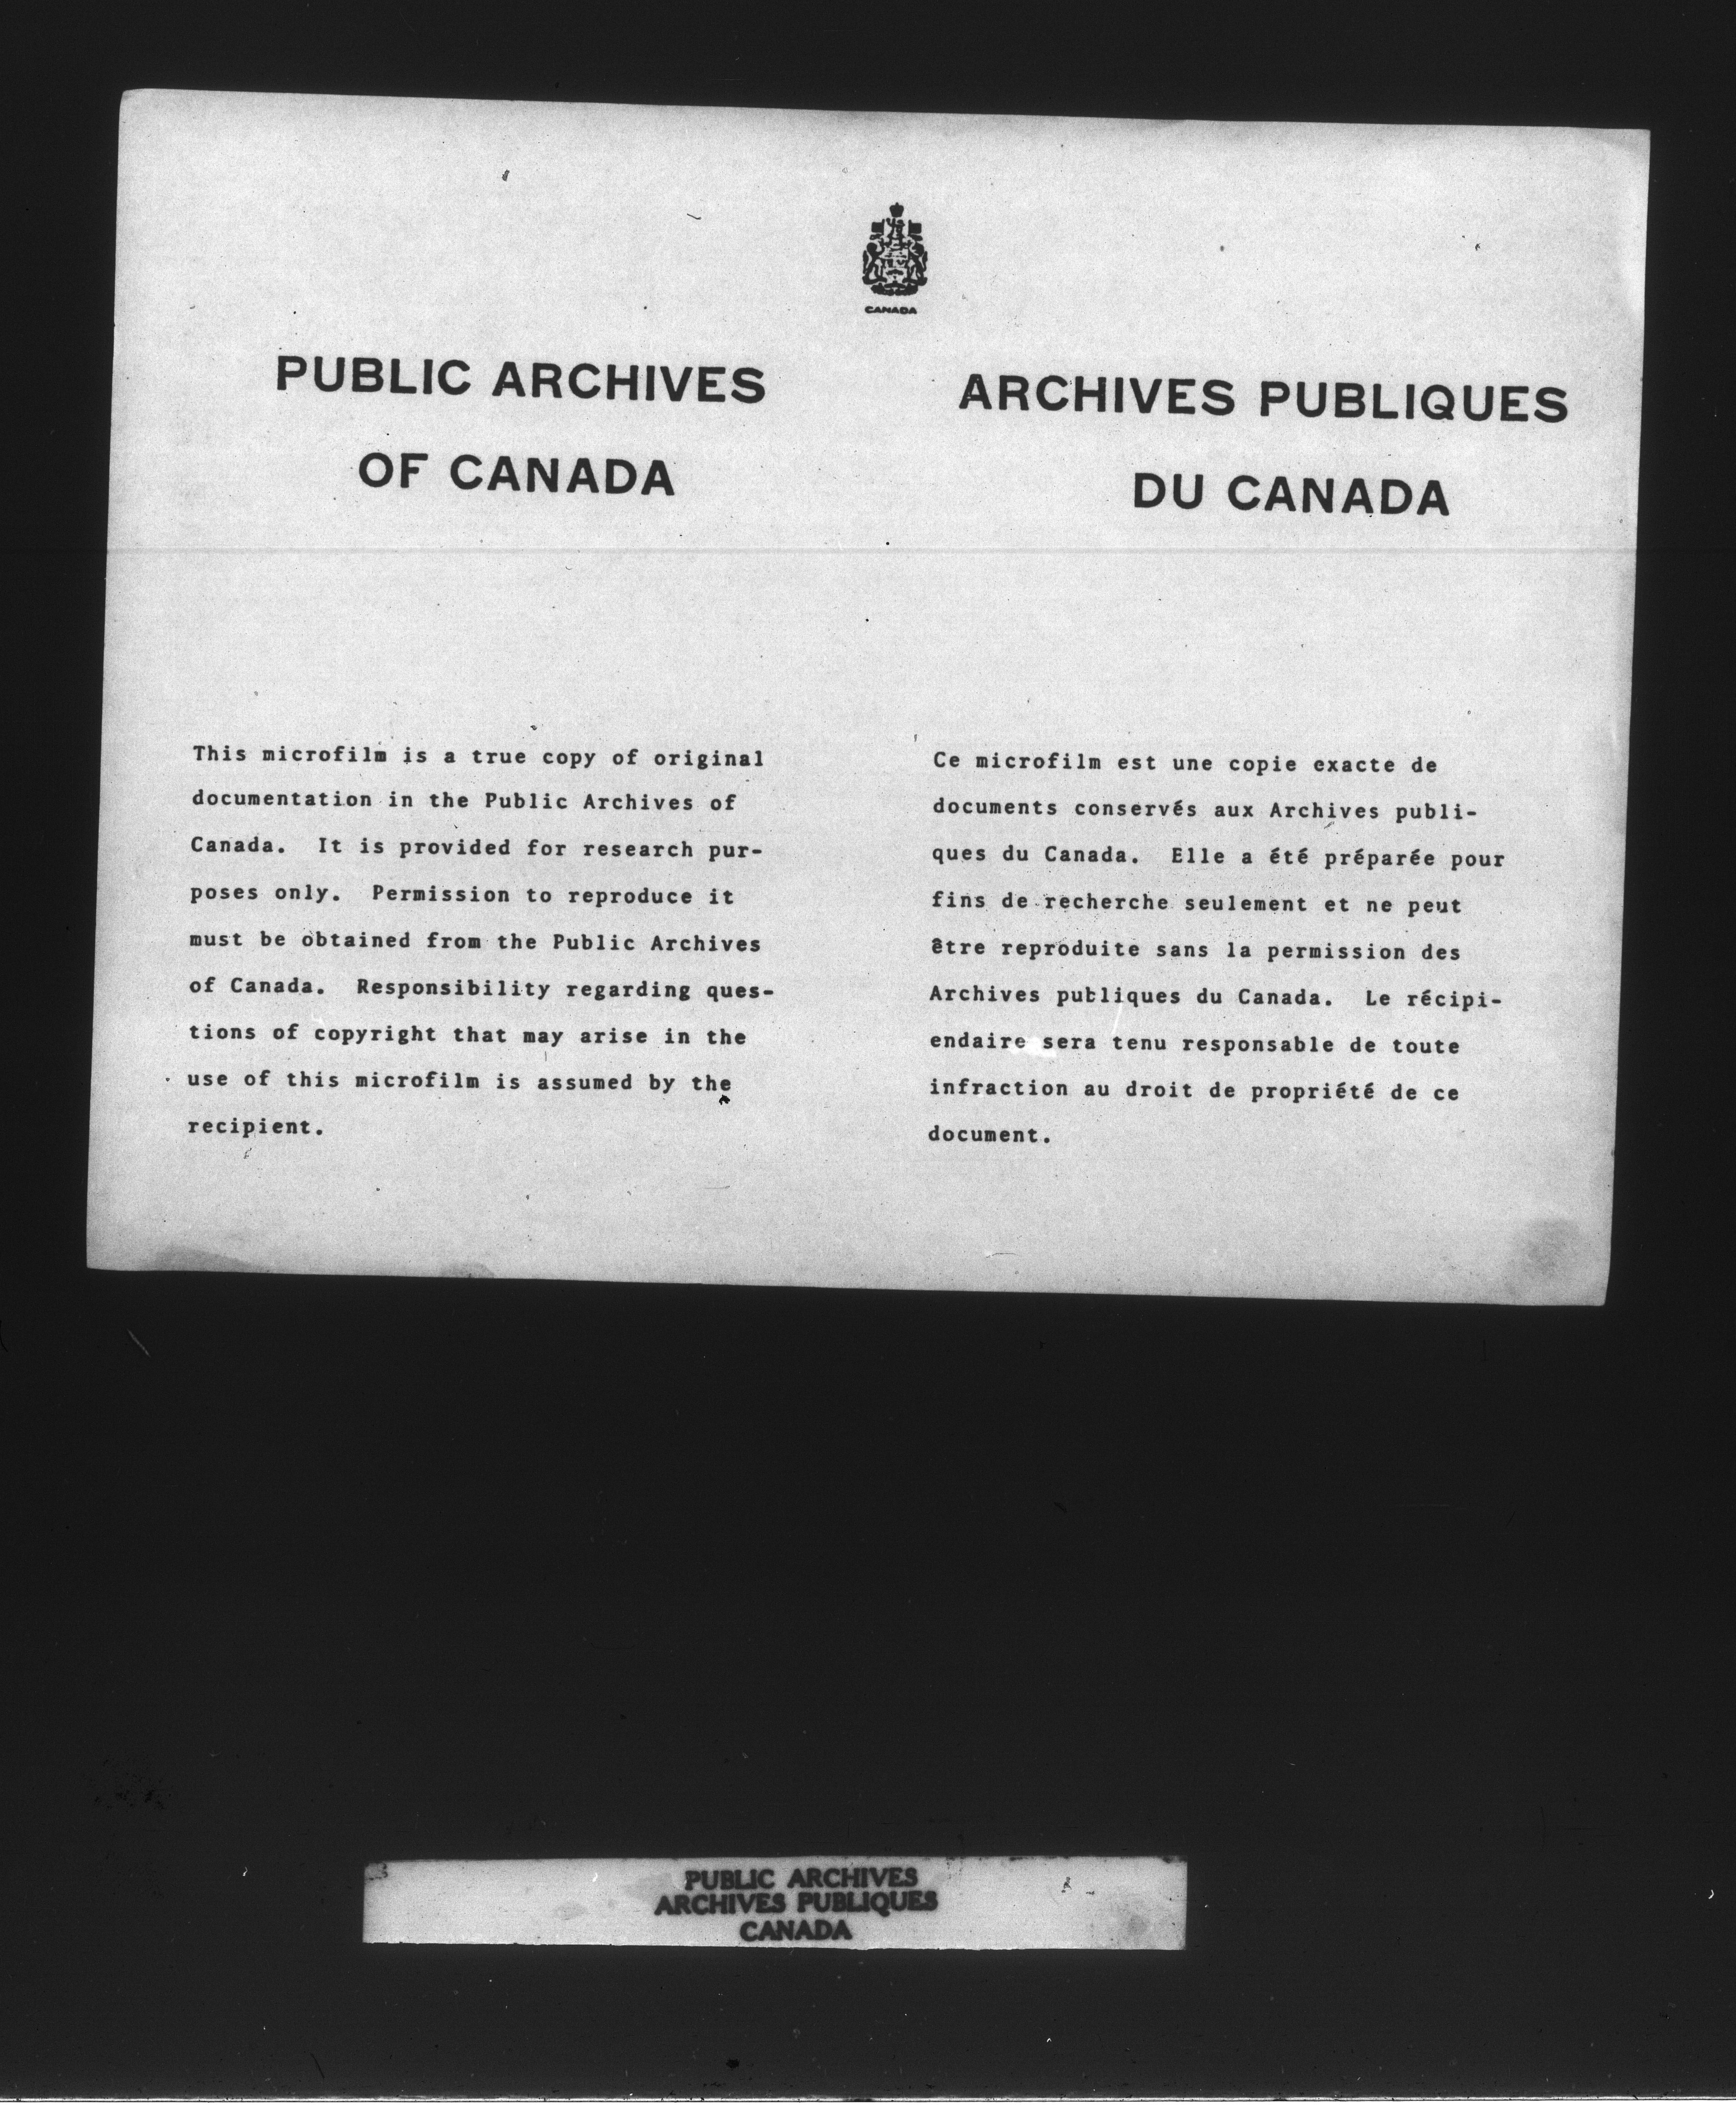 CANADA
PUBLIC ARCHIVES
OF CANADA
This microfilm is a true copy of original
documentation in the Public Archives of
Canada. It is provided for research pur-
poses only. Permission to reproduce it
must be obtained from the Public Archives
of Canada. Responsibility regarding ques-
tions of copyright that may arise in the
use of this microfilm is assumed by the
recipient.
ARCHIVES PUBLIQUES
DU CANADA
Ce microfilm est une copie exacte de
documents conservés aux Archives publi-
ques du Canada. Elle a été préparée pour
fins de recherche seulement et ne peut
être reproduite sans la permission des
Archives publiques du Canada. Le récipi-
endaire sera tenu responsable de toute
infraction au droit de propriété de ce
document.
PUBLIC ARCHIVES
ARCHIVES PUBLIQUES
CANADA